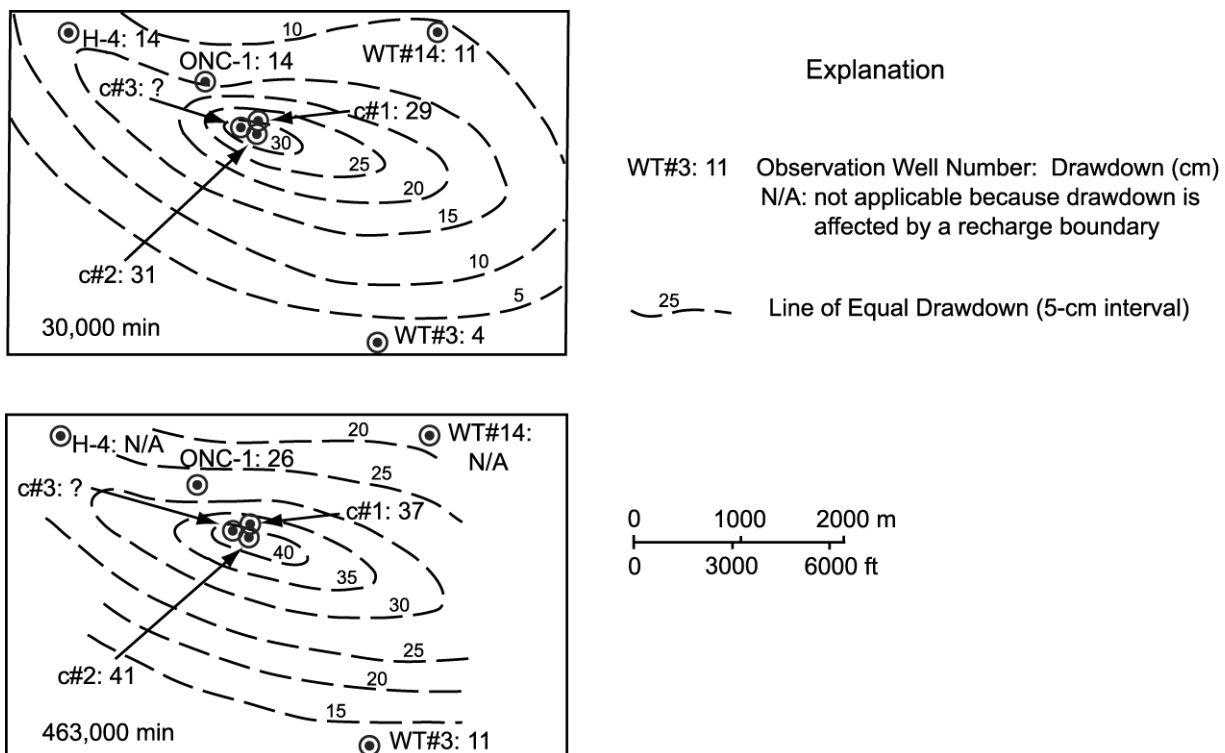 10
H-4: 14
WT#14: 11
ONC-1: 14
c#3: ?
c#1: 29
30
25
20
15
10
5
c#2: 31
30,000 min
WT#3: 4
Explanation
WT#3: 11 Observation Well Number: Drawdown (cm)
N/A: not applicable because drawdown is
affected by a recharge boundary
25 Line of Equal Drawdown (5-cm interval)
20
H-4: N/A
WT#14:
N/A
ONC-1: 26
25
c#3: ?
c#1: 37
40
35
30
25
20
15
c#2: 41
463,000 min
WT#3: 11
0 1000 2000 m
0 3000 6000 ft